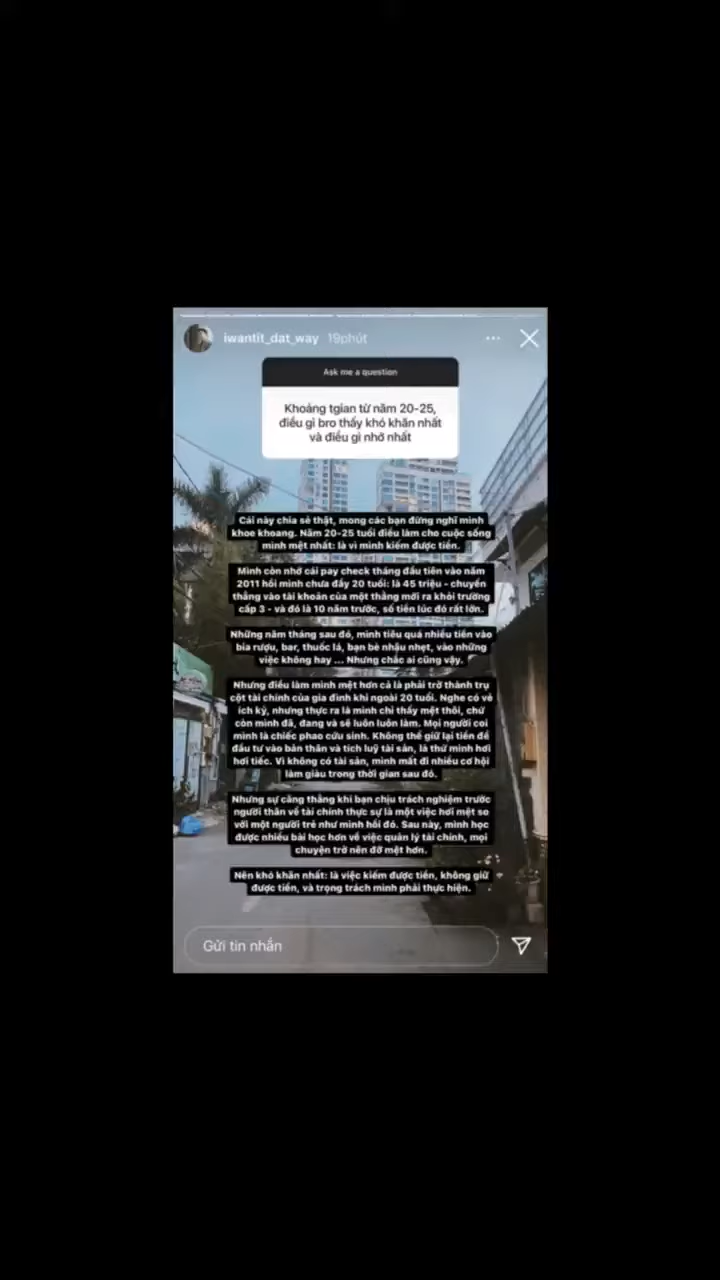 iwantit_dat_way 19phút
Ask me a question
Khoảng tgian từ năm 20-25,
điều gì bro thấy khó khăn nhất
và điều gì nhớ nhất
Cái này chia sẻ thật, mong các bạn đừng nghĩ mình
khoe khoang. Năm 20-25 tuổi điều làm cho cuộc sống
mình mệt nhất: là vì mình kiếm được tiền.
Mình còn nhớ cái pay check tháng đầu tiên vào năm
2011 hồi mình chưa đầy 20 tuổi: là 45 triệu - chuyển
thẳng vào tài khoản của một thằng mới ra khỏi trường
cấp 3 - và đó là 10 năm trước, số tiền lúc đó rất lớn.
Những năm tháng sau đó, mình tiêu quá nhiều tiền vào
bia rượu, bar, thuốc lá, bạn bè nhậu nhẹt, vào những
việc không hay ... Nhưng chắc ai cũng vậy.
Nhưng điều làm mình mệt hơn cả là phải trở thành trụ
cột tài chính của gia đình khi ngoài 20 tuổi. Nghe có vẻ
ích kỷ, nhưng thực ra là mình chỉ thấy mệt thôi, chứ
còn mình đã, đang và sẽ luôn luôn làm. Mọi người coi
mình là chiếc phao cứu sinh. Không thể giữ lại tiền để
đầu tư vào bản thân và tích luỹ tài sản, là thứ mình hơi
hơi tiếc. Vì không có tài sản, mình mất đi nhiều cơ hội
làm giàu trong thời gian sau đó.
Nhưng sự căng thẳng khi bạn chịu trách nghiệm trước
người thân về tài chính thực sự là một việc hơi mệt so
với một người trẻ như mình hồi đó. Sau này, mình học
được nhiều bài học hơn về việc quản lý tài chính, mọi
chuyện trở nên đỡ mệt hơn.
Nên khó khăn nhất: là việc kiếm được tiền, không giữ
được tiền, và trọng trách mình phải thực hiện.
Gửi tin nhắn